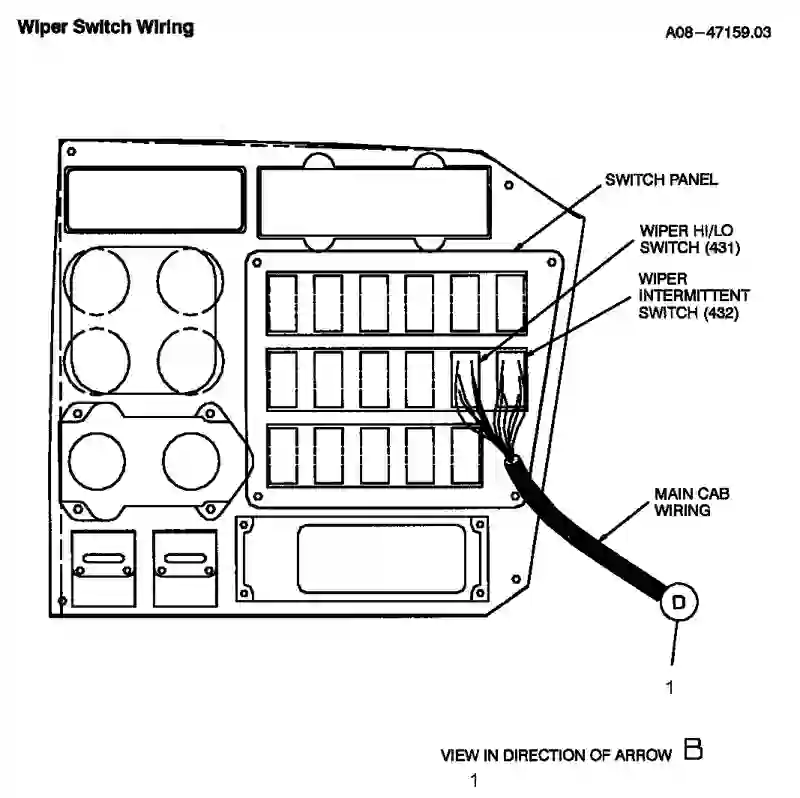 Wiper Switch Wiring
A08-47159.03
SWITCH PANEL
WIPER HI/LO
SWITCH (431)
WIPER
INTERMITTENT
SWITCH (432)
MAIN CAB
WIRING
D
1
VIEW IN DIRECTION OF ARROW B
1